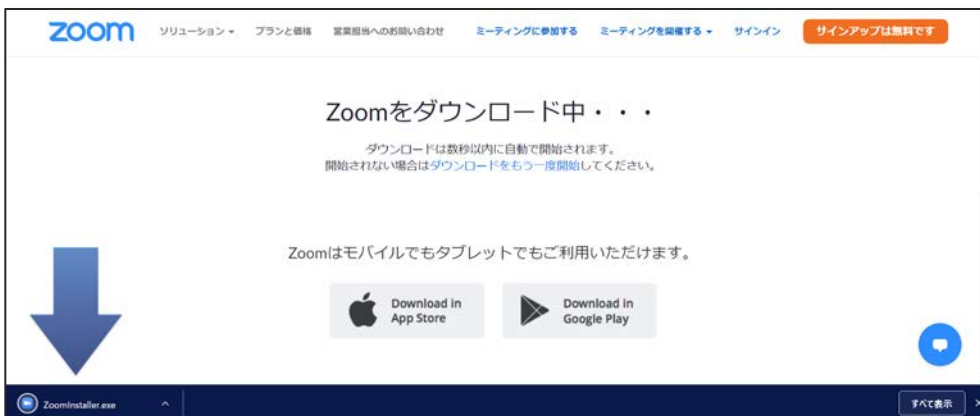 zoom ソリューション プランと価格 営業担当へのお問い合わせ ミーティングに参加する ミーティングを開催する サインイン サインアップは無料です
Zoomをダウンロード中・・・
ダウンロードは数秒以内に自動で開始されます。
開始されない場合はダウンロードをもう一度開始してください。
Zoomはモバイルでもタブレットでもご利用いただけます。
Download in
App Store
Download in
Google Play
ZoomInstaller.exe すべて表示